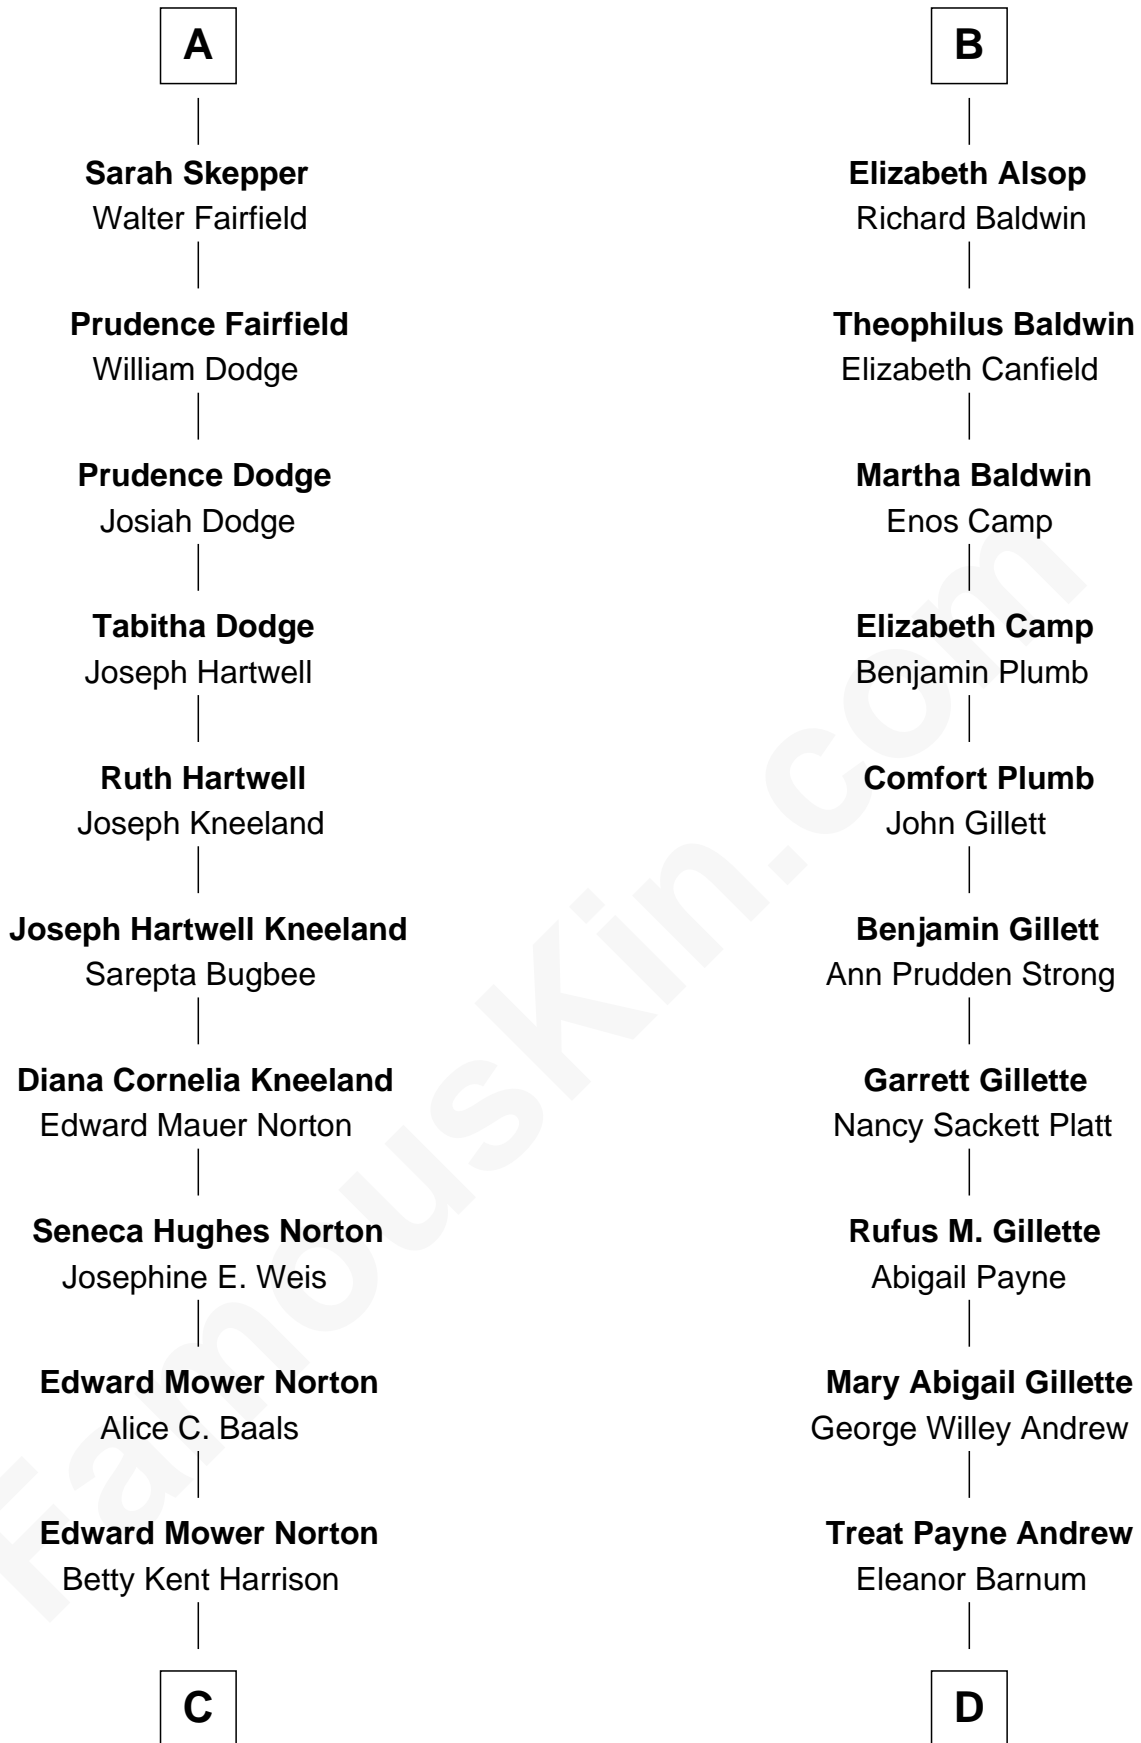 A
Sarah Skepper
Walter Fairfield
Prudence Fairfield
William Dodge
Prudence Dodge
Josiah Dodge
Tabitha Dodge
Joseph Hartwell
Ruth Hartwell
Joseph Kneeland
Joseph Hartwell Kneeland
Sarepta Bugbee
Diana Cornelia Kneeland
Edward Mauer Norton
Seneca Hughes Norton
Josephine E. Weis
Edward Mower Norton
Alice C. Baals
Edward Mower Norton
Betty Kent Harrison
C
B
Elizabeth Alsop
Richard Baldwin
Theophilus Baldwin
Elizabeth Canfield
Martha Baldwin
Enos Camp
Elizabeth Camp
Benjamin Plumb
Comfort Plumb
John Gillett
Benjamin Gillett
Ann Prudden Strong
Garrett Gillette
Nancy Sackett Platt
Rufus M. Gillette
Abigail Payne
Mary Abigail Gillette
George Willey Andrew
Treat Payne Andrew
Eleanor Barnum
D
FamousKin.com